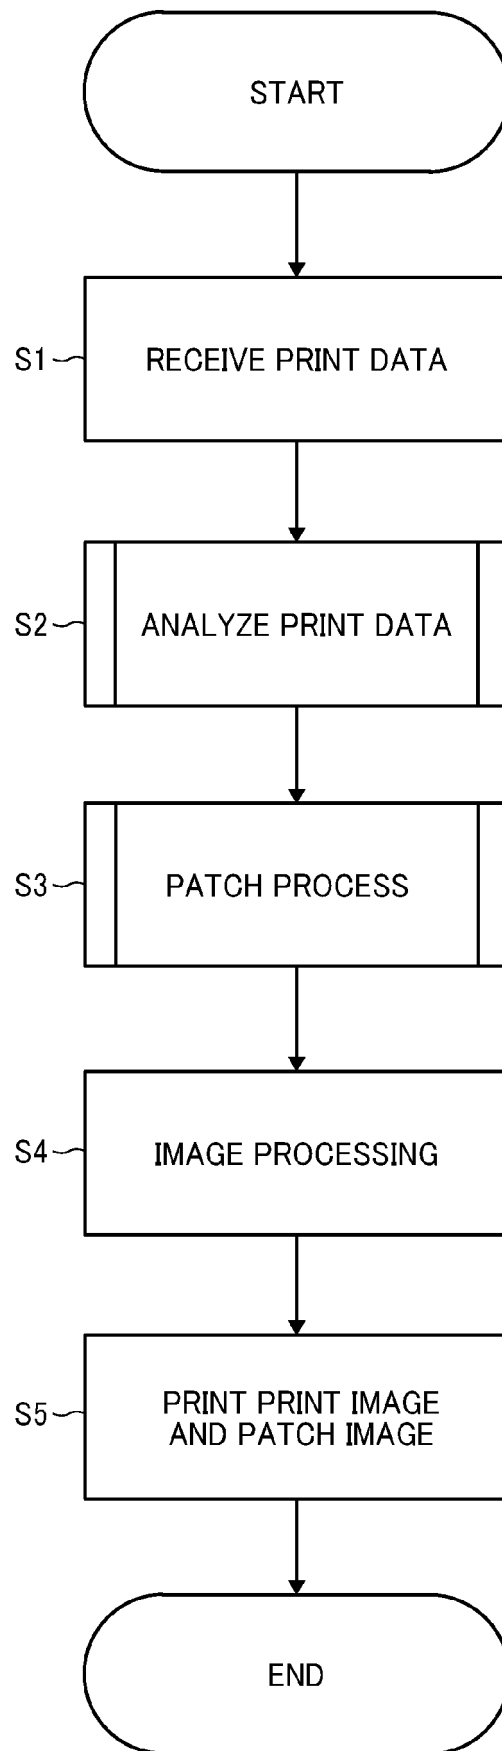 START
S1
RECEIVE PRINT DATA
S2
ANALYZE PRINT DATA
S3
PATCH PROCESS
S4
IMAGE PROCESSING
S5
PRINT PRINT IMAGE
AND PATCH IMAGE
END